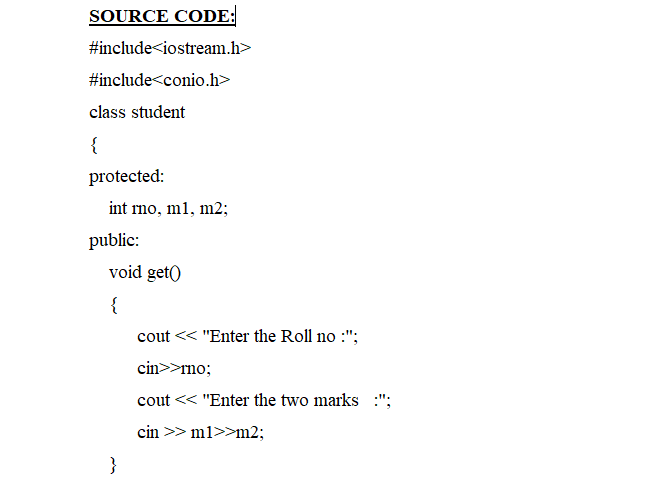 SOURCE CODE:
#include<iostream.h>
#include<conio.h>
class student
{
protected:
int rno, m1, m2;
public:
void get()
{
cout << "Enter the Roll no :";
cin>>rno;
cout << "Enter the two marks   :";
cin >> m1>>m2;
}